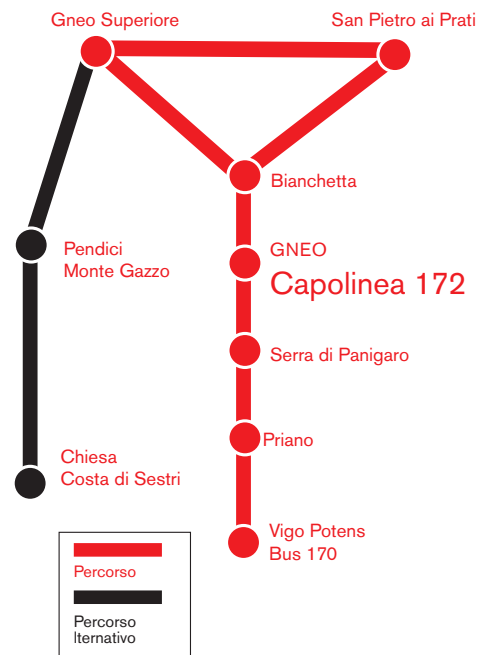 Gneo Superiore
San Pietro ai Prati
Bianchetta
GNEO
Capolinea 172
Pendici
Monte Gazzo
Serra di Panigaro
Priano
Chiesa
Costa di Sestri
Vigo Potens
Bus 170
Percorso
Percorso
lternativo